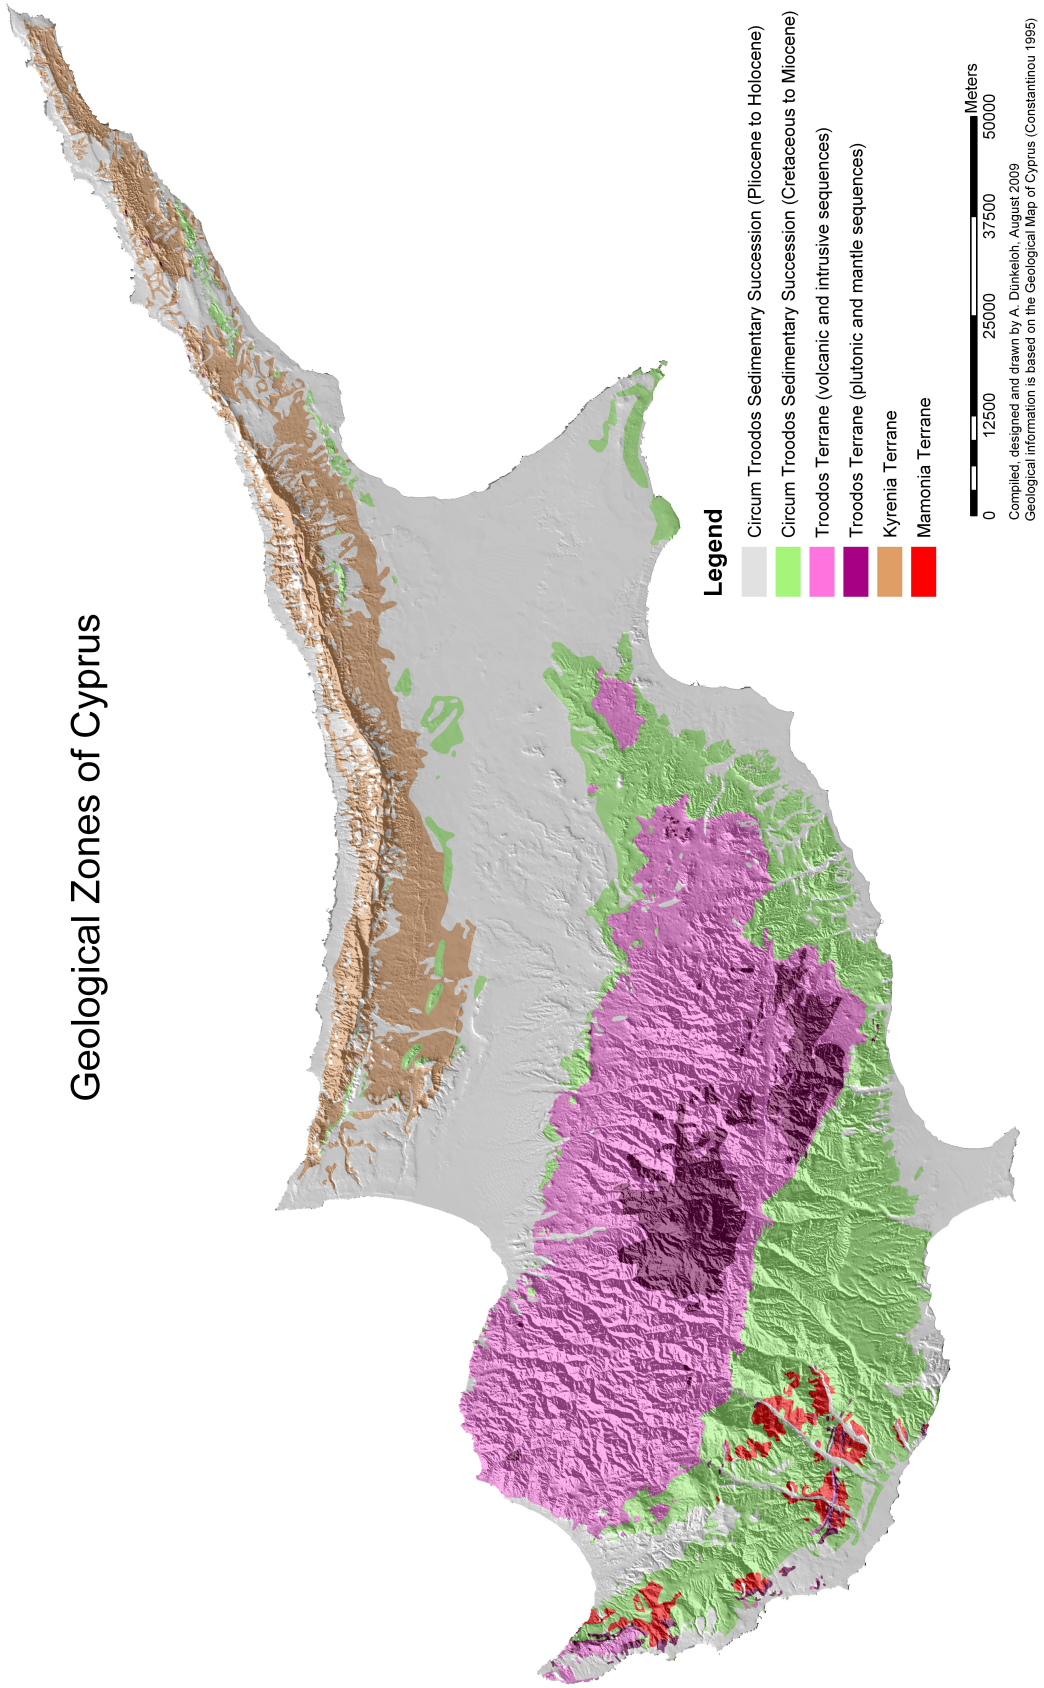 Geological Zones of Cyprus
Legend
Circum Troodos Sedimentary Succession (Pliocene to Holocene)
Circum Troodos Sedimentary Succession (Cretaceous to Miocene)
Troodos Terrane (volcanic and intrusive sequences)
Troodos Terrane (plutonic and mantle sequences)
Kyrenia Terrane
Mamonia Terrane
Meters
0 12500 25000 37500 50000
Compiled, designed and drawn by A. Dünkeloh, August 2009
Geological information is based on the Geological Map of Cyprus (Constantinou 1995)